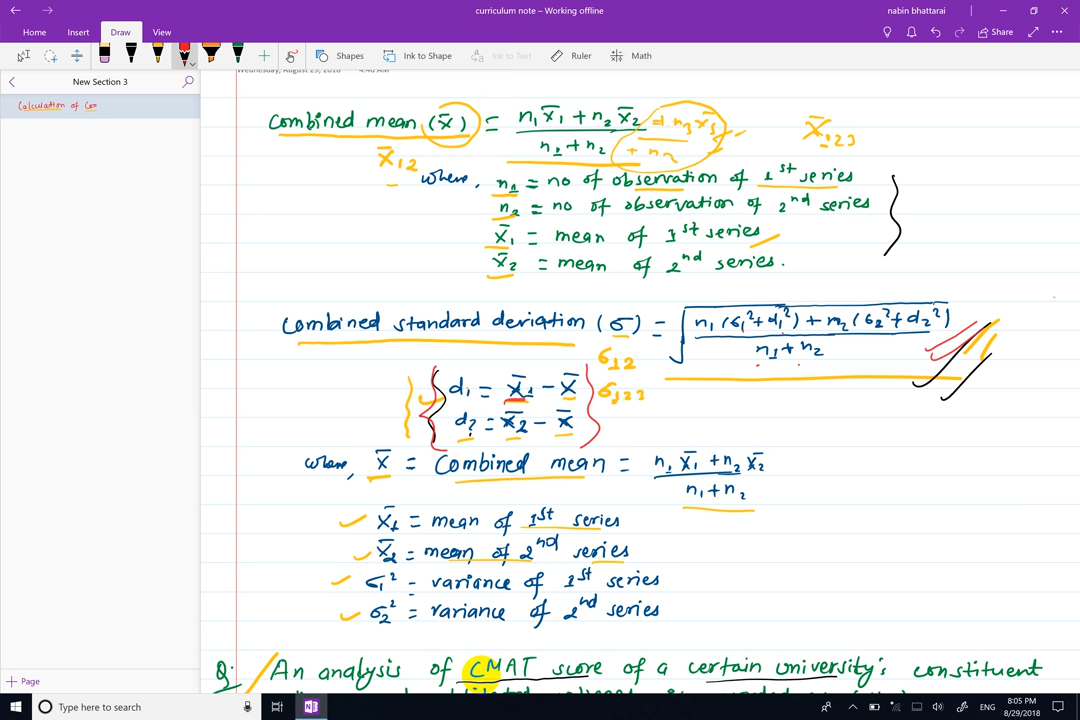 curriculum note – Working offline
nabin bhattarai
Home Insert Draw View
Shapes Ink to Shape Ink to Text Ruler Math Share
New Section 3
Calculation of Com
Combined mean (x̄) = (n₁x̄₁ + n₂x̄₂ + n₃x̄₃) / (n₁ + n₂ + n₂)
x̄₁₂₃
x̄₁₂
where, n₁ = no of observation of 1st series
n₂ = no of observation of 2nd series
x̄₁ = mean of 1st series
x̄₂ = mean of 2nd series.
Combined standard deviation (σ) = √((n₁(σ₁²+d₁²) + n₂(σ₂²+d₂²)) / (n₁+n₂))
σ₁₂
d₁ = x̄₁ − x̄
σ₁₂₃
d₂ = x̄₂ − x̄
where, x̄ = Combined mean = (n₁x̄₁ + n₂x̄₂) / (n₁+n₂)
x̄₁ = mean of 1st series
x̄₂ = mean of 2nd series
σ₁² = variance of 1st series
σ₂² = variance of 2nd series
Q: An analysis of CMAT score of a certain university's constituent
Page
Type here to search
ENG
8:05 PM
8/29/2018